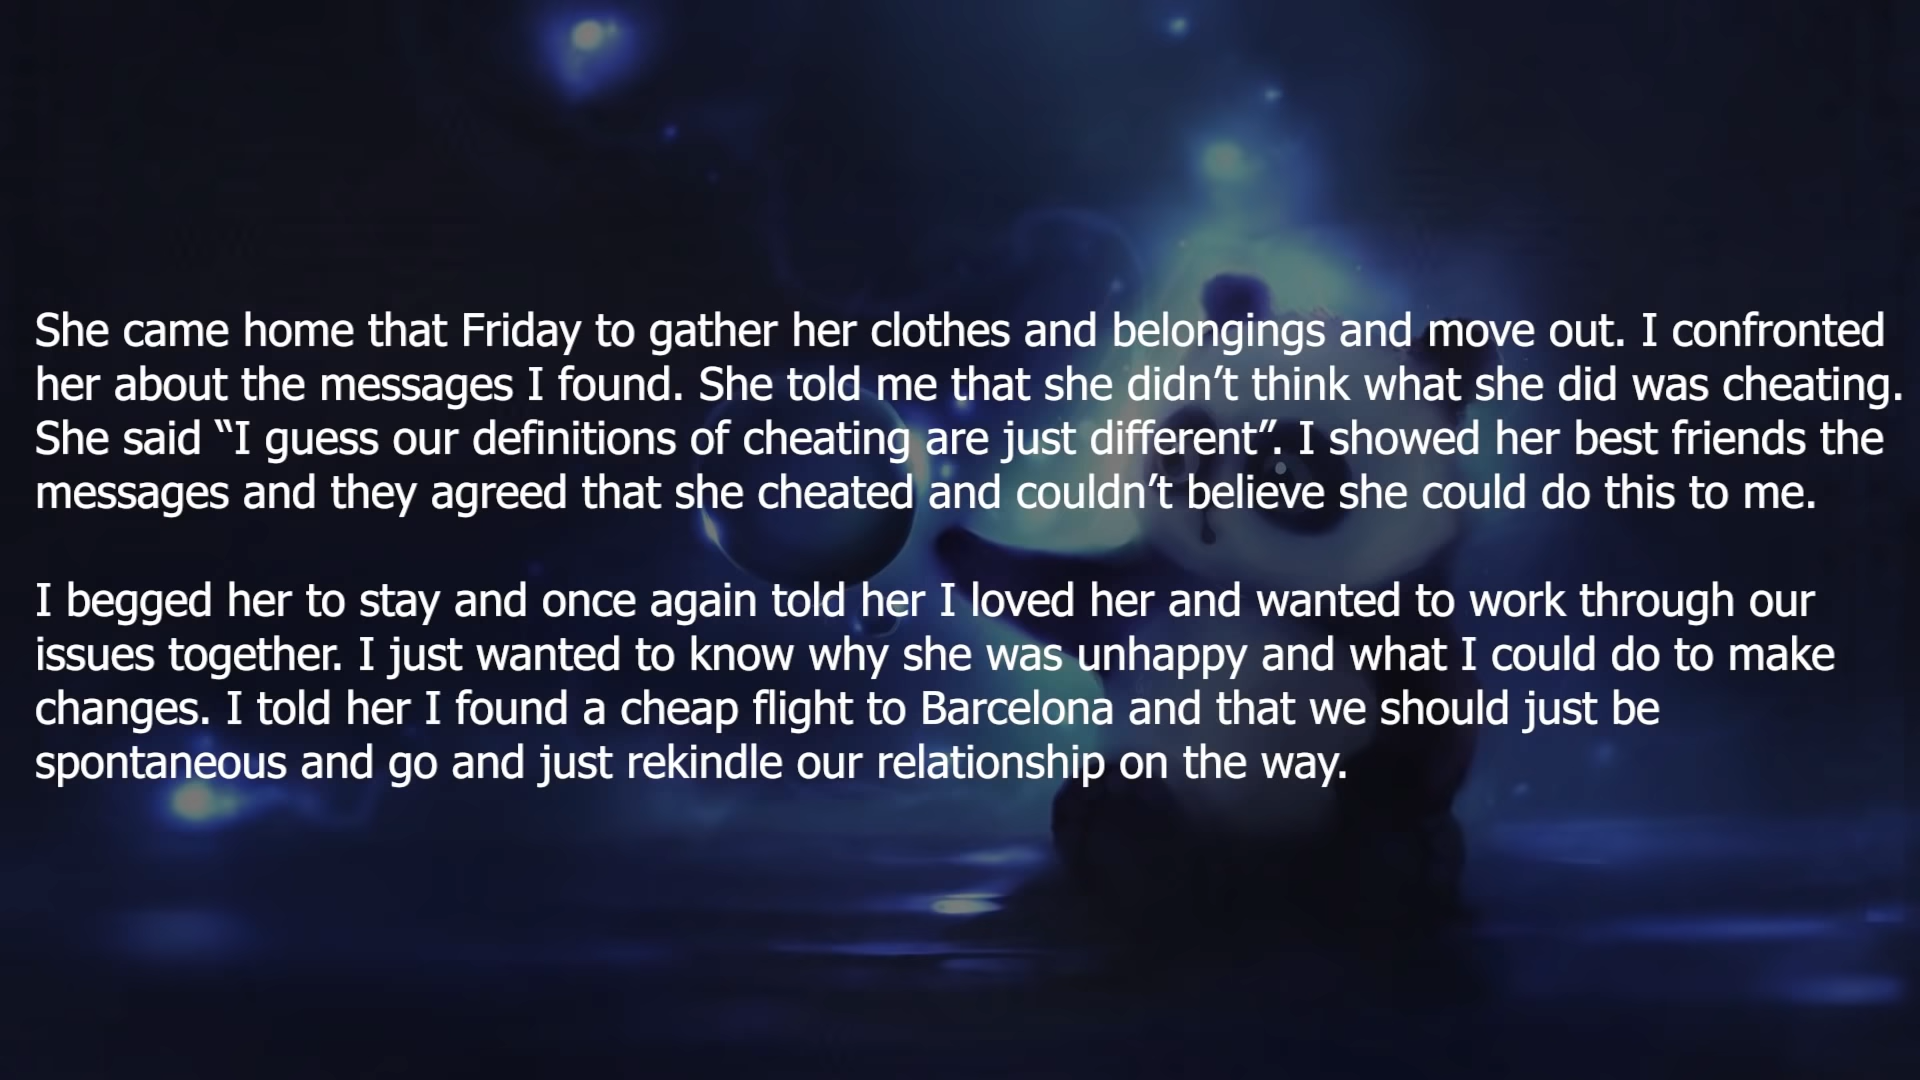 She came home that Friday to gather her clothes and belongings and move out. I confronted
her about the messages I found. She told me that she didn’t think what she did was cheating.
She said “I guess our definitions of cheating are just different”. I showed her best friends the
messages and they agreed that she cheated and couldn’t believe she could do this to me.
I begged her to stay and once again told her I loved her and wanted to work through our
issues together. I just wanted to know why she was unhappy and what I could do to make
changes. I told her I found a cheap flight to Barcelona and that we should just be
spontaneous and go and just rekindle our relationship on the way.